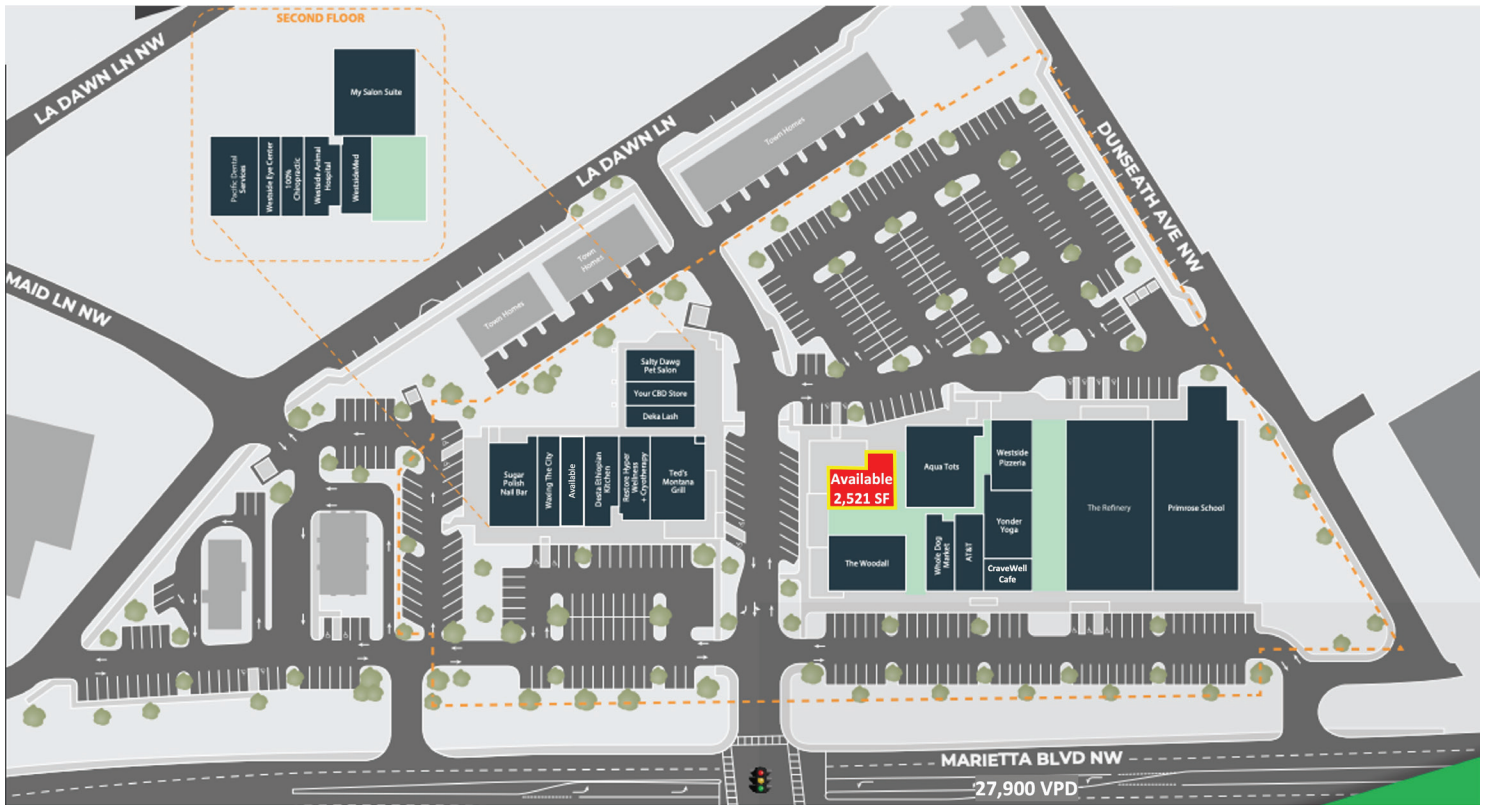 SECOND FLOOR
LA DAWN LN NW
My Salon Suite
Pacific Dental
Services
Westside Eye Center
100%
Chiropractic
Westside Animal
Hospital
WestsideMed
LA DAWN LN
Town Homes
DUNSEATH AVE NW
Town
Homes
Town Homes
MAID LN NW
Salty Dawg
Pet Salon
Your CBD Store
Deka Lash
Sugar
Polish
Nail Bar
Waxing The City
Available
Desta Ethiopian
Kitchen
Restore Hyper
Wellness
+ Cryotherapy
Ted's
Montana
Grill
Available
2,521 SF
Aqua Tots
Westside
Pizzeria
The Refinery
Primrose School
The Woodall
Whole Dog
Market
AT&T
Yonder
Yoga
CraveWell
Cafe
MARIETTA BLVD NW
27,900 VPD